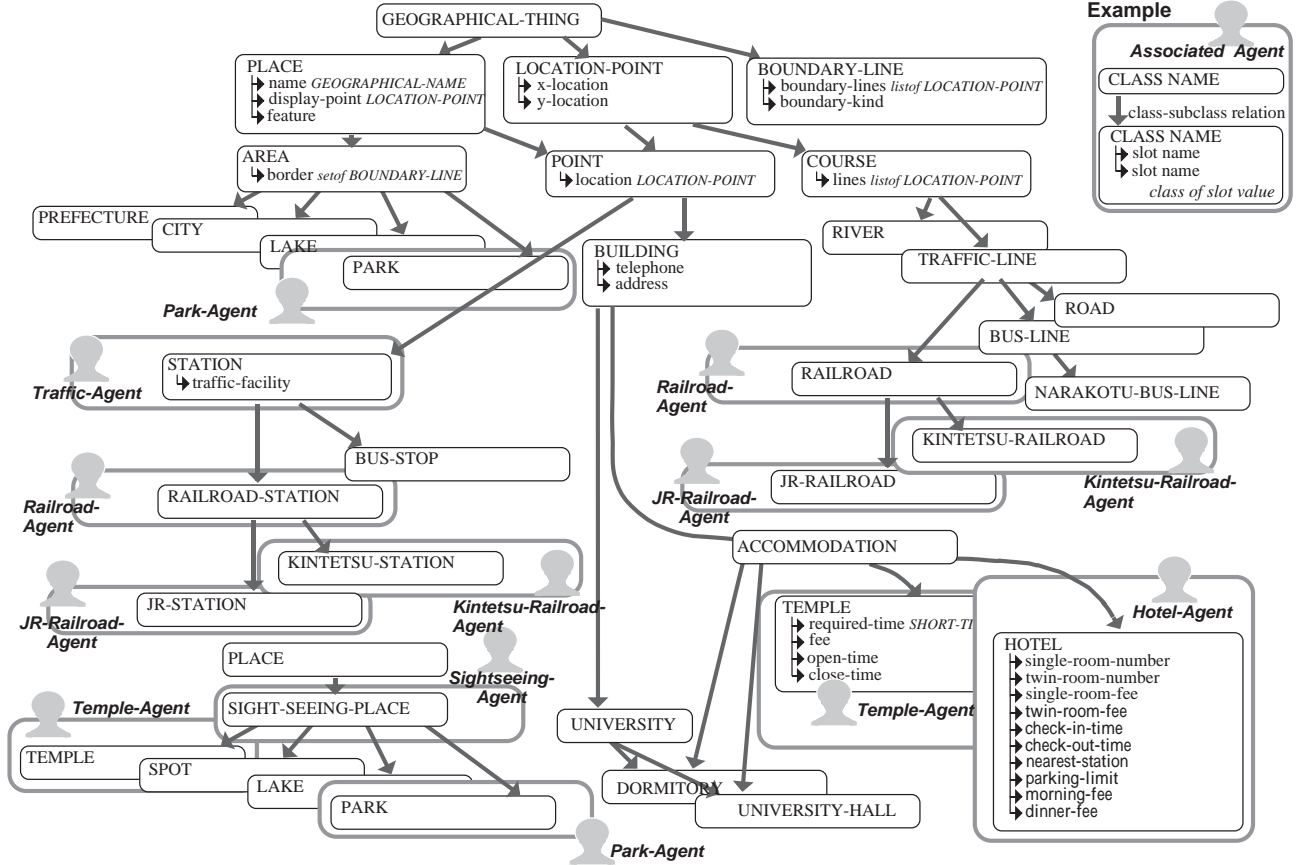 GEOGRAPHICAL-THING
Example
Associated Agent
CLASS NAME
class-subclass relation
CLASS NAME
slot name
slot name
class of slot value
PLACE
name GEOGRAPHICAL-NAME
display-point LOCATION-POINT
feature
LOCATION-POINT
x-location
y-location
BOUNDARY-LINE
boundary-lines listof LOCATION-POINT
boundary-kind
AREA
border setof BOUNDARY-LINE
POINT
location LOCATION-POINT
COURSE
lines listof LOCATION-POINT
PREFECTURE
CITY
LAKE
PARK
Park-Agent
BUILDING
telephone
address
RIVER
TRAFFIC-LINE
ROAD
BUS-LINE
NARAKOTU-BUS-LINE
STATION
traffic-facility
Traffic-Agent
RAILROAD
Railroad-
Agent
BUS-STOP
KINTETSU-RAILROAD
Kintetsu-Railroad-
Agent
JR-RAILROAD
JR-Railroad-
Agent
RAILROAD-STATION
Railroad-
Agent
KINTETSU-STATION
Kintetsu-Railroad-
Agent
JR-STATION
JR-Railroad-
Agent
ACCOMMODATION
TEMPLE
required-time
fee
open-time
close-time
Temple-Agent
Hotel-Agent
HOTEL
single-room-number
twin-room-number
single-room-fee
twin-room-fee
check-in-time
check-out-time
nearest-station
parking-limit
morning-fee
dinner-fee
PLACE
Sightseeing-
Agent
SIGHT-SEEING-PLACE
Temple-Agent
TEMPLE
SPOT
LAKE
PARK
Park-Agent
UNIVERSITY
DORMITORY
UNIVERSITY-HALL